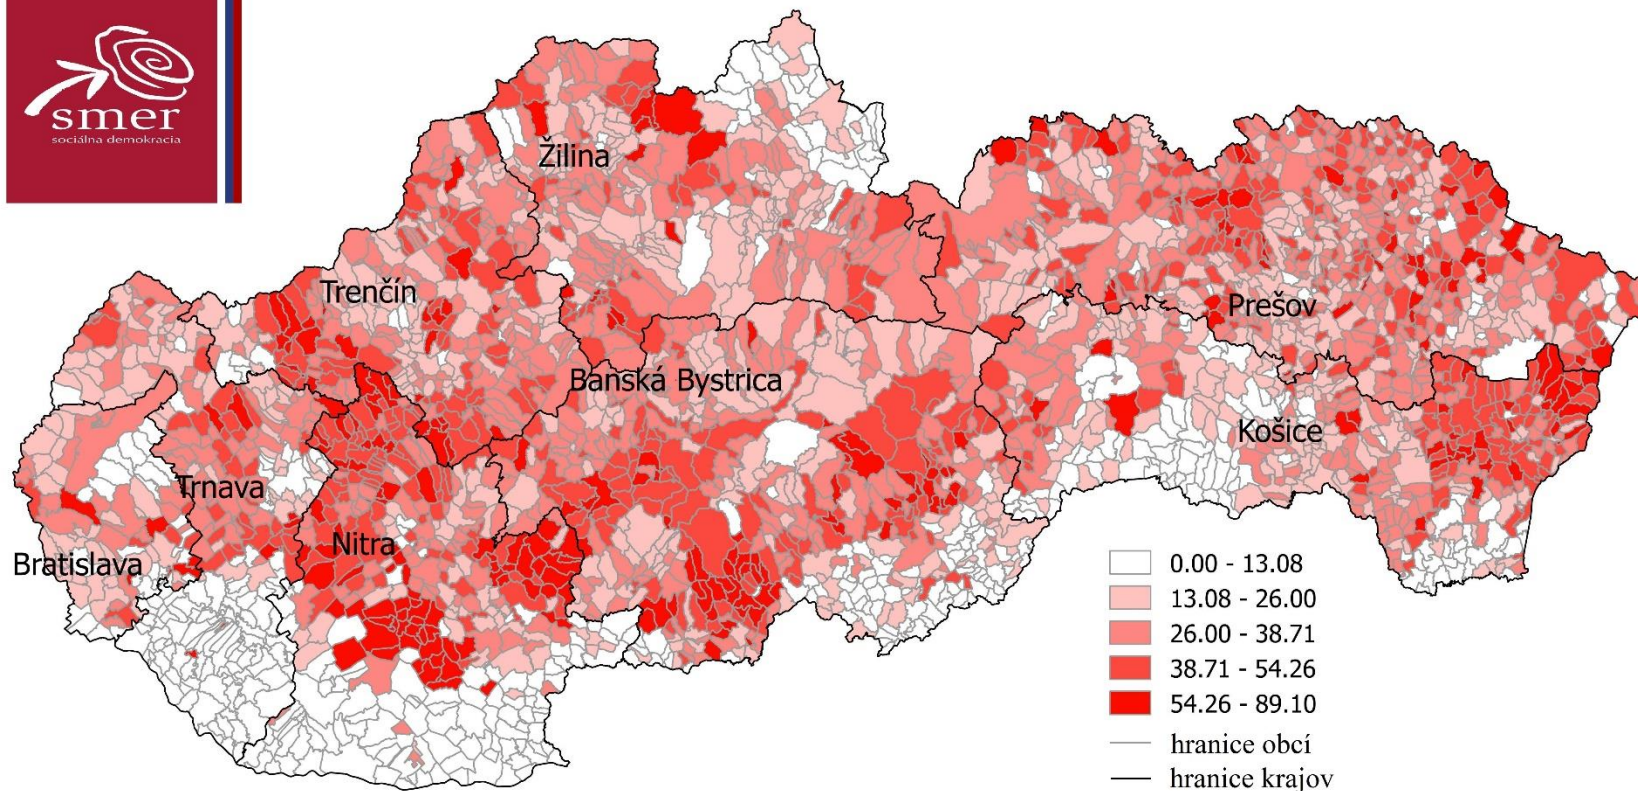 smer
sociálna demokracia
Žilina
Trenčín
Prešov
Banská Bystrica
Košice
Trnava
Nitra
Bratislava
0.00 - 13.08
13.08 - 26.00
26.00 - 38.71
38.71 - 54.26
54.26 - 89.10
hranice obcí
hranice krajov